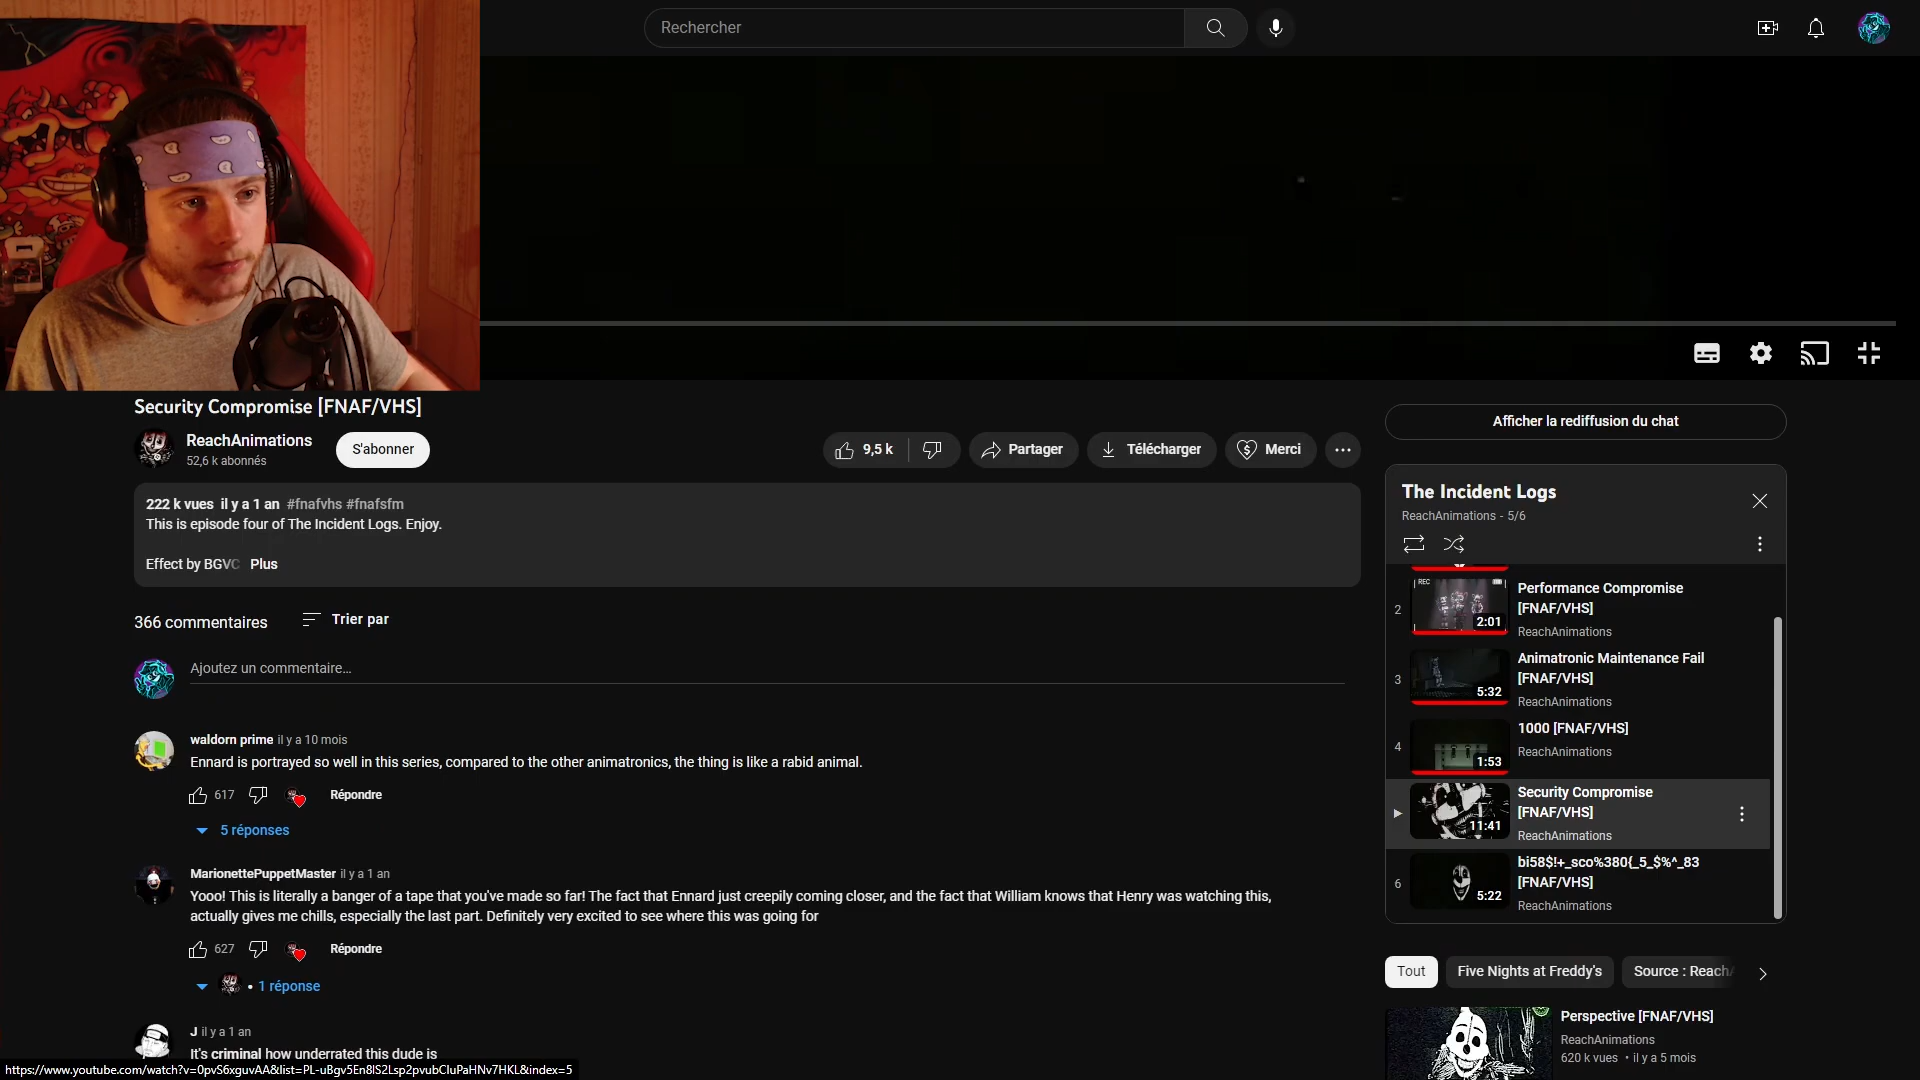 Rechercher
Security Compromise [FNAF/VHS]
ReachAnimations
52,6 k abonnés
S'abonner
9,5 k
Partager
Télécharger
Merci
222 k vues il y a 1 an #fnafvhs #fnafsfm
This is episode four of The Incident Logs. Enjoy.
Effect by BGVC Plus
366 commentaires
Trier par
Ajoutez un commentaire...
waldorn prime il y a 10 mois
Ennard is portrayed so well in this series, compared to the other animatronics, the thing is like a rabid animal.
617
Répondre
5 réponses
MarionettePuppetMaster il y a 1 an
Yooo! This is literally a banger of a tape that you've made so far! The fact that Ennard just creepily coming closer, and the fact that William knows that Henry was watching this,
actually gives me chills, especially the last part. Definitely very excited to see where this was going for
627
Répondre
• 1 réponse
J il y a 1 an
It's criminal how underrated this dude is
https://www.youtube.com/watch?v=0pvS6xguvAA&list=PL-uBgv5En8lS2Lsp2pvubCluPaHNv7HKL&index=5
Afficher la rediffusion du chat
The Incident Logs
ReachAnimations - 5/6
2
REC
2:01
Performance Compromise
[FNAF/VHS]
ReachAnimations
3
5:32
Animatronic Maintenance Fail
[FNAF/VHS]
ReachAnimations
4
1:53
1000 [FNAF/VHS]
ReachAnimations
11:41
Security Compromise
[FNAF/VHS]
ReachAnimations
6
5:22
bi58$!+_sco%380{_5_$%^_83
[FNAF/VHS]
ReachAnimations
Tout
Five Nights at Freddy's
Source : ReachA
Perspective [FNAF/VHS]
ReachAnimations
620 k vues • il y a 5 mois